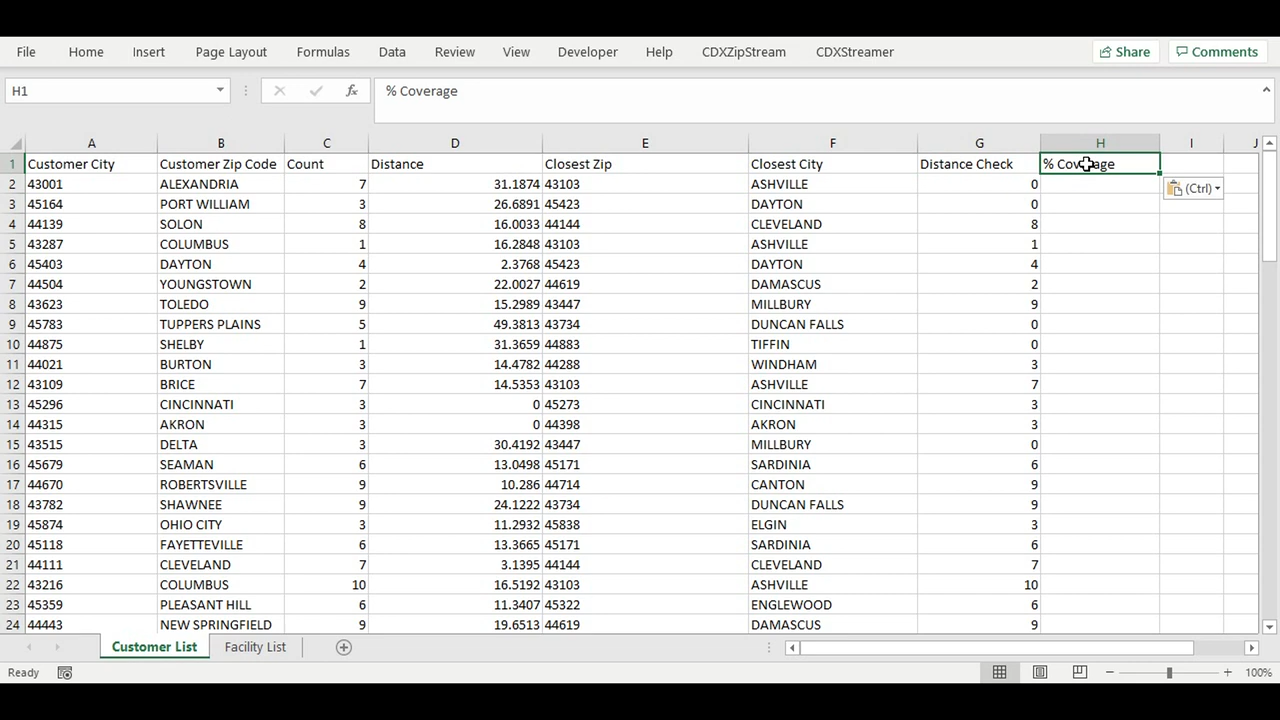 File Home Insert Page Layout Formulas Data Review View Developer Help CDXZipStream CDXStreamer Share Comments
H1 fx % Coverage
A B C D E F G H I J
1 Customer City Customer Zip Code Count Distance Closest Zip Closest City Distance Check % Coverage
2 43001 ALEXANDRIA 7 31.1874 43103 ASHVILLE 0 (Ctrl)
3 45164 PORT WILLIAM 3 26.6891 45423 DAYTON 0
4 44139 SOLON 8 16.0033 44144 CLEVELAND 8
5 43287 COLUMBUS 1 16.2848 43103 ASHVILLE 1
6 45403 DAYTON 4 2.3768 45423 DAYTON 4
7 44504 YOUNGSTOWN 2 22.0027 44619 DAMASCUS 2
8 43623 TOLEDO 9 15.2989 43447 MILLBURY 9
9 45783 TUPPERS PLAINS 5 49.3813 43734 DUNCAN FALLS 0
10 44875 SHELBY 1 31.3659 44883 TIFFIN 0
11 44021 BURTON 3 14.4782 44288 WINDHAM 3
12 43109 BRICE 7 14.5353 43103 ASHVILLE 7
13 45296 CINCINNATI 3 0 45273 CINCINNATI 3
14 44315 AKRON 3 0 44398 AKRON 3
15 43515 DELTA 3 30.4192 43447 MILLBURY 0
16 45679 SEAMAN 6 13.0498 45171 SARDINIA 6
17 44670 ROBERTSVILLE 9 10.286 44714 CANTON 9
18 43782 SHAWNEE 9 24.1222 43734 DUNCAN FALLS 9
19 45874 OHIO CITY 3 11.2932 45838 ELGIN 3
20 45118 FAYETTEVILLE 6 13.3665 45171 SARDINIA 6
21 44111 CLEVELAND 7 3.1395 44144 CLEVELAND 7
22 43216 COLUMBUS 10 16.5192 43103 ASHVILLE 10
23 45359 PLEASANT HILL 6 11.3407 45322 ENGLEWOOD 6
24 44443 NEW SPRINGFIELD 9 19.6513 44619 DAMASCUS 9
Customer List Facility List
Ready 100%